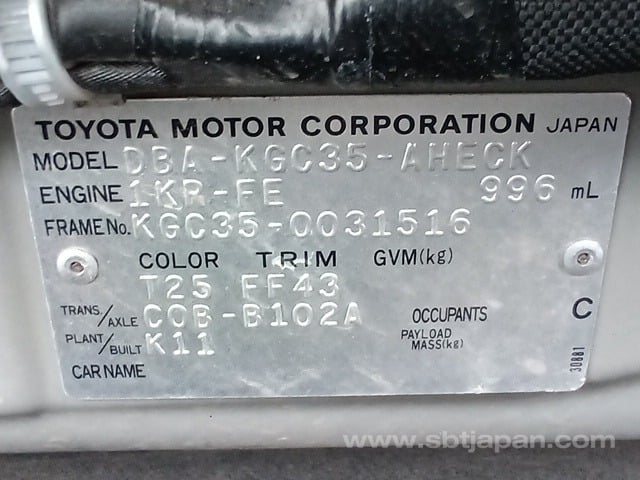 TOYOTA MOTOR CORPORATION JAPAN
MODEL DBA-KGC35-AHECK
ENGINE 1KR-FE 996 mL
FRAME No. KGC35-0031516
COLOR TRIM GVM(kg)
T25 FF43
TRANS./AXLE C0B-B102A OCCUPANTS C
PLANT/BUILT K11 PAYLOAD MASS(kg)
CAR NAME
30881
www.sbtjapan.com